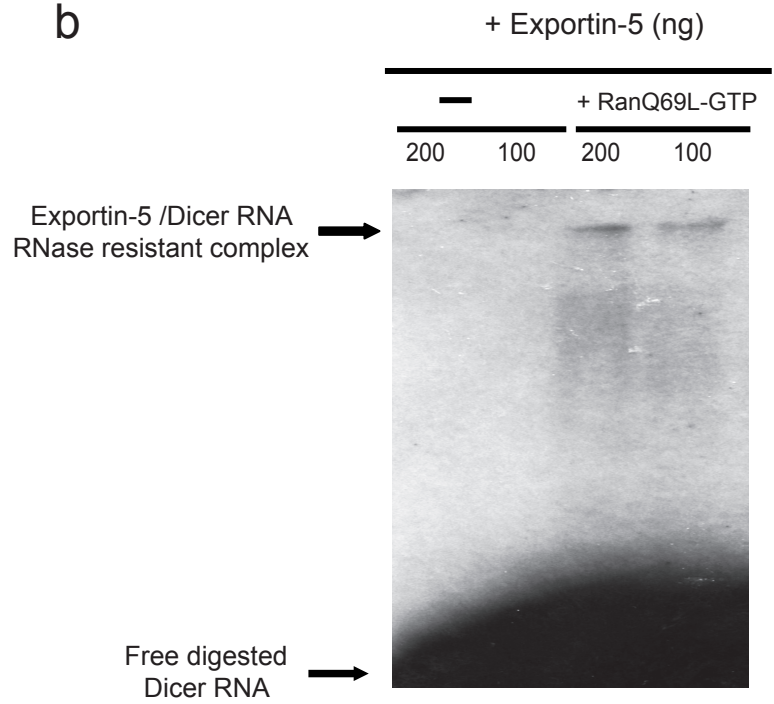 b
+ Exportin-5 (ng)
– + RanQ69L-GTP
200 100 200 100
Exportin-5 /Dicer RNA
RNase resistant complex
Free digested
Dicer RNA